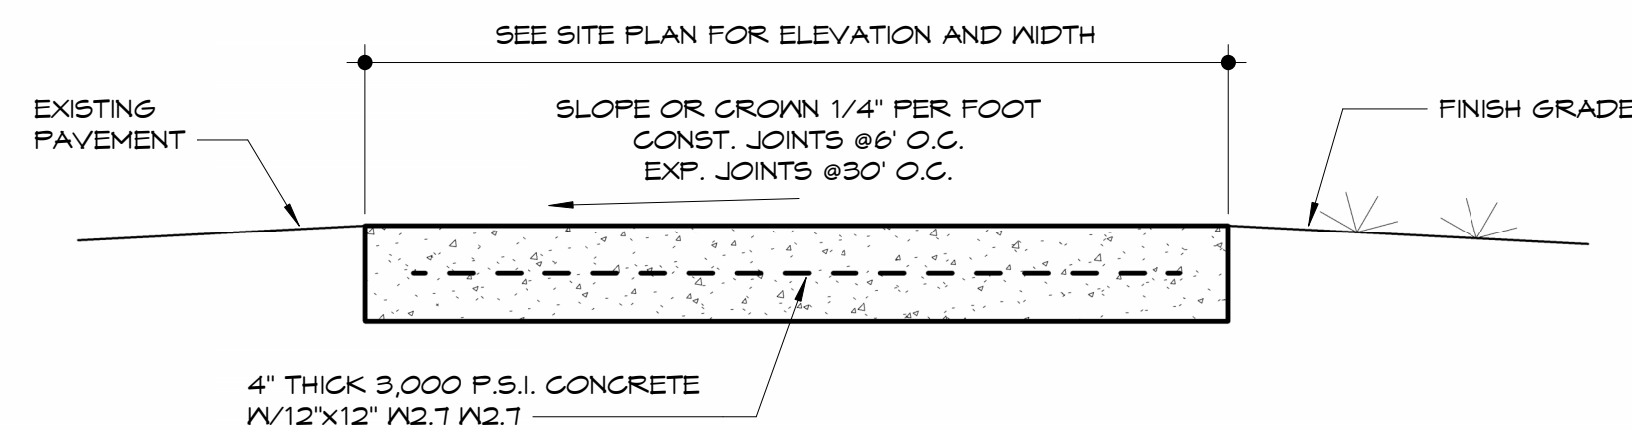 SEE SITE PLAN FOR ELEVATION AND WIDTH
EXISTING
PAVEMENT
SLOPE OR CROWN 1/4" PER FOOT
CONST. JOINTS @6' O.C.
EXP. JOINTS @30' O.C.
FINISH GRADE
4" THICK 3,000 P.S.I. CONCRETE
W/12"x12" W2.7 W2.7